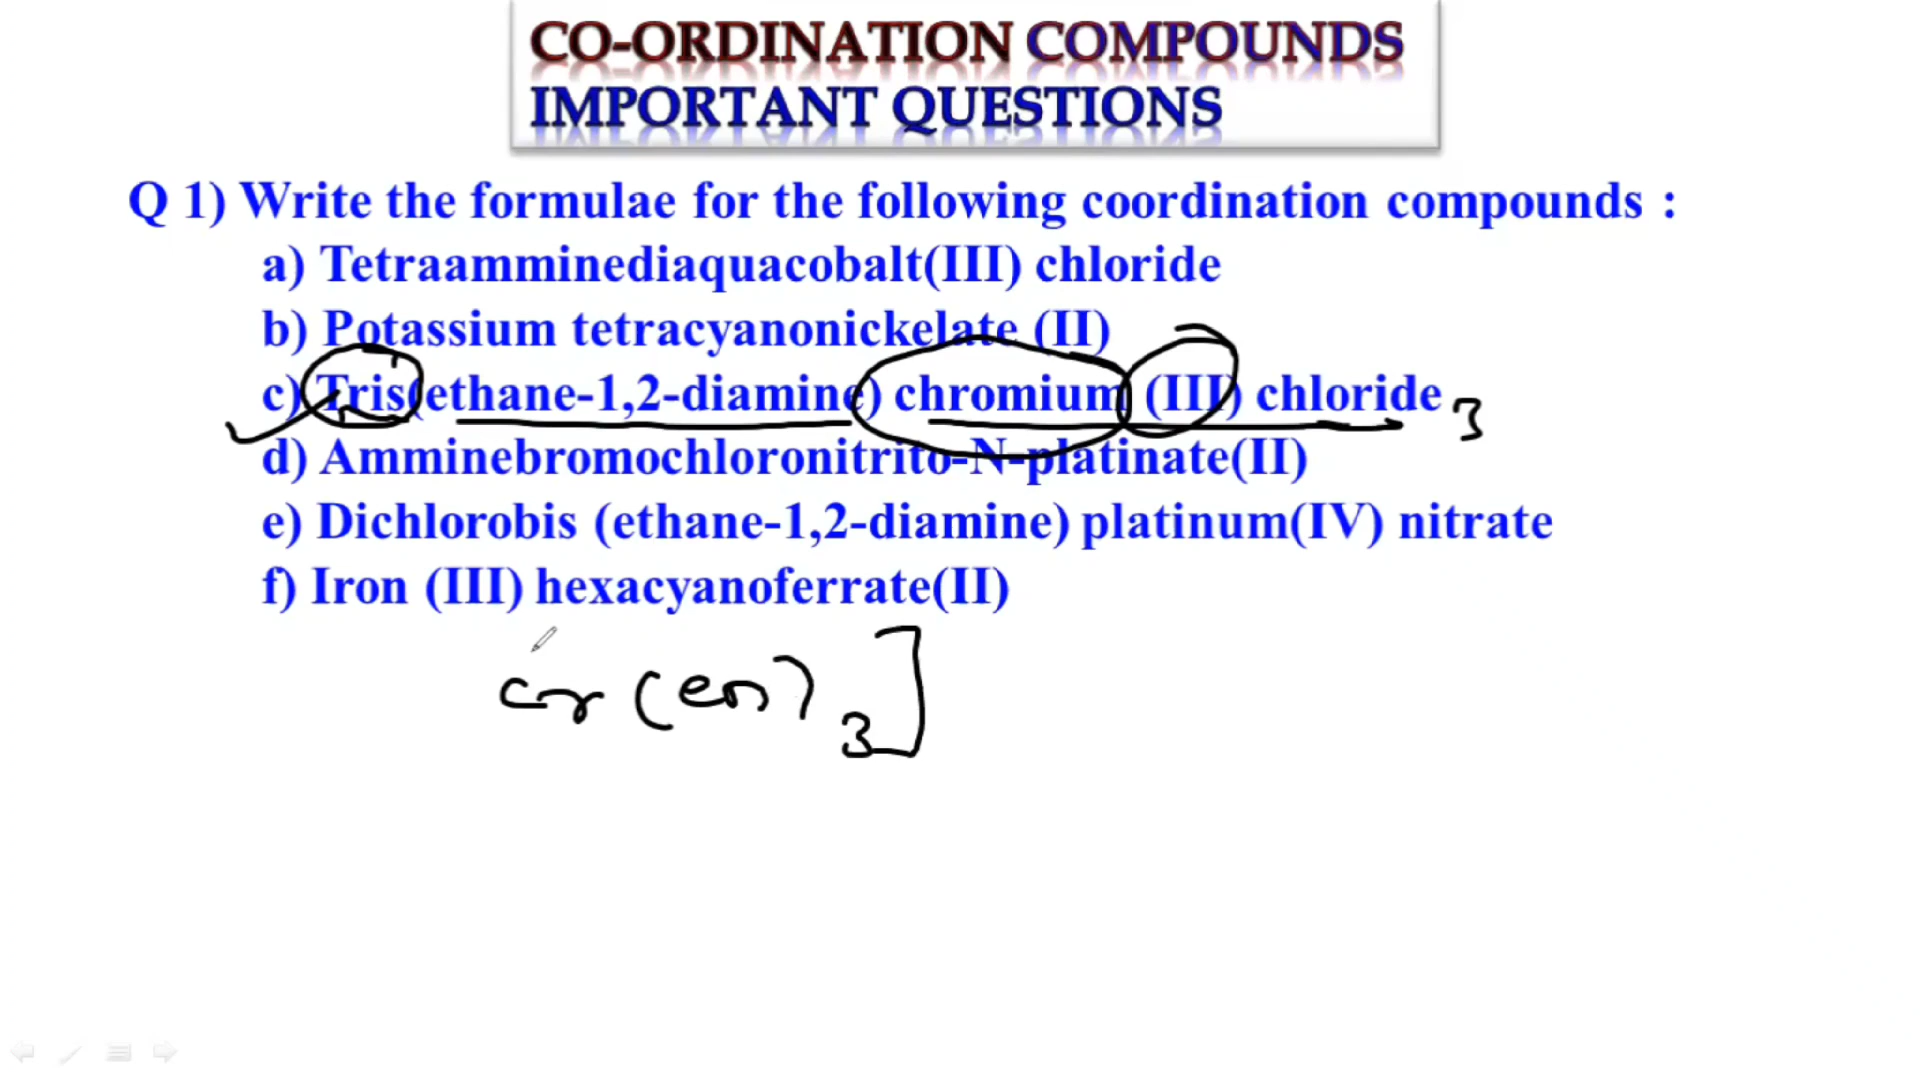 CO-ORDINATION COMPOUNDS
IMPORTANT QUESTIONS
Q 1) Write the formulae for the following coordination compounds :
a) Tetraamminediaquacobalt(III) chloride
b) Potassium tetracyanonickelate (II)
c) Tris(ethane-1,2-diamine) chromium (III) chloride 3
d) Amminebromochloronitrito-N-platinate(II)
e) Dichlorobis (ethane-1,2-diamine) platinum(IV) nitrate
f) Iron (III) hexacyanoferrate(II)
cr (en)3]